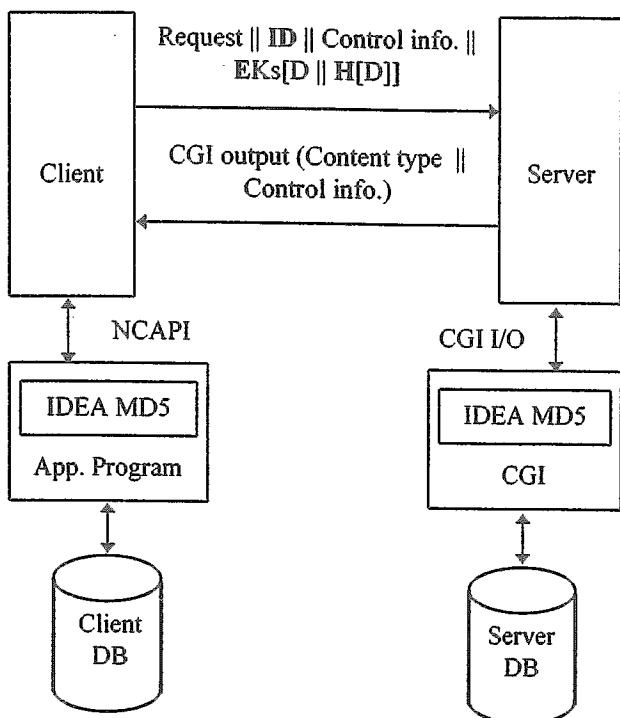 Request || ID || Control info. ||
EKs[D || H[D]]
CGI output (Content type ||
Control info.)
Client
Server
NCAPI
CGI I/O
IDEA MD5
App. Program
IDEA MD5
CGI
Client
DB
Server
DB